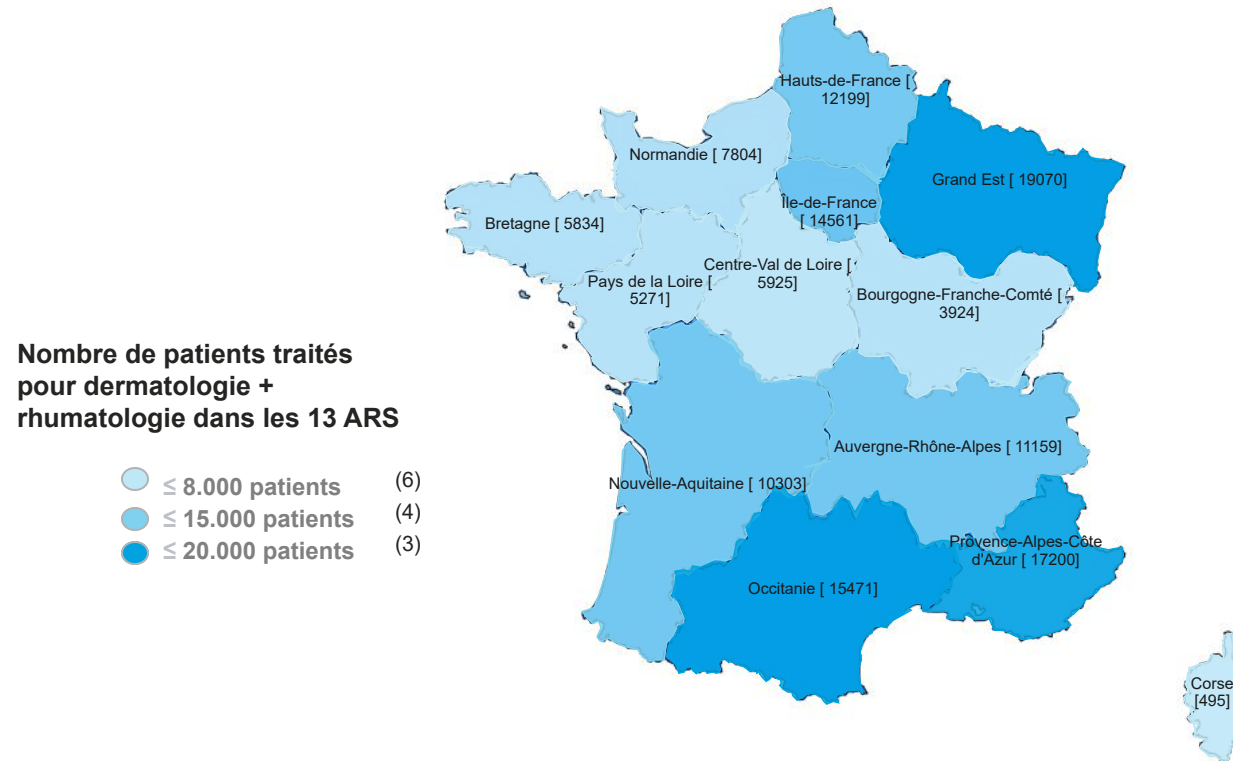 Hauts-de-France [
12199]
Normandie [ 7804]
Grand Est [ 19070]
Île-de-France
[ 14561]
Bretagne [ 5834]
Centre-Val de Loire [
5925]
Pays de la Loire [
5271]
Bourgogne-Franche-Comté [
3924]
Nombre de patients traités
pour dermatologie +
rhumatologie dans les 13 ARS
≤ 8.000 patients (6)
≤ 15.000 patients (4)
≤ 20.000 patients (3)
Auvergne-Rhône-Alpes [ 11159]
Nouvelle-Aquitaine [ 10303]
Provence-Alpes-Côte
d'Azur [ 17200]
Occitanie [ 15471]
Corse
[495]